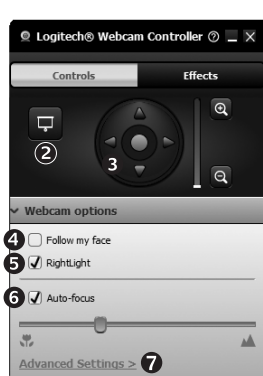 Logitech® Webcam Controller
Controls Effects
2
3
Webcam options
4 Follow my face
5 RightLight
6 Auto-focus
Advanced Settings > 7